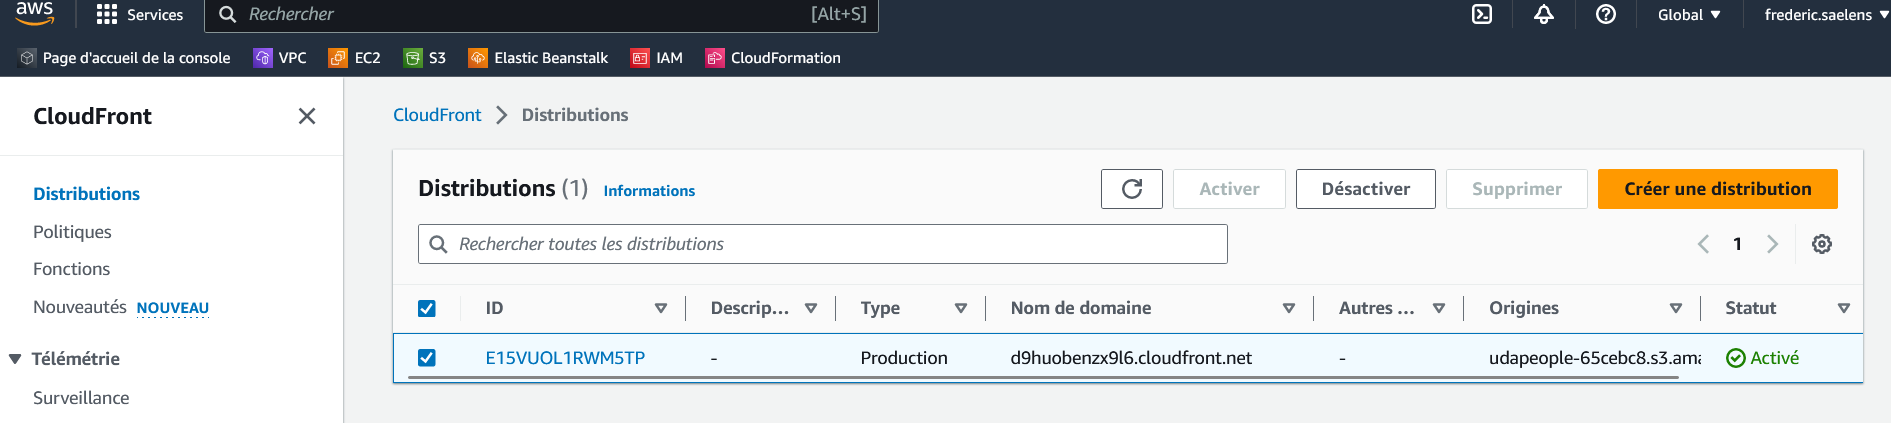 aws
Services
Rechercher
[Alt+S]
Global
frederic.saelens
Page d'accueil de la console
VPC
EC2
S3
Elastic Beanstalk
IAM
CloudFormation
CloudFront
Distributions
Politiques
Fonctions
Nouveautés NOUVEAU
Télémétrie
Surveillance
CloudFront > Distributions
Distributions (1) Informations
Activer
Désactiver
Supprimer
Créer une distribution
Rechercher toutes les distributions
1
ID
Descrip...
Type
Nom de domaine
Autres ...
Origines
Statut
E15VUOL1RWM5TP
-
Production
d9huobenzx9l6.cloudfront.net
-
udapeople-65cebc8.s3.ama
Activé